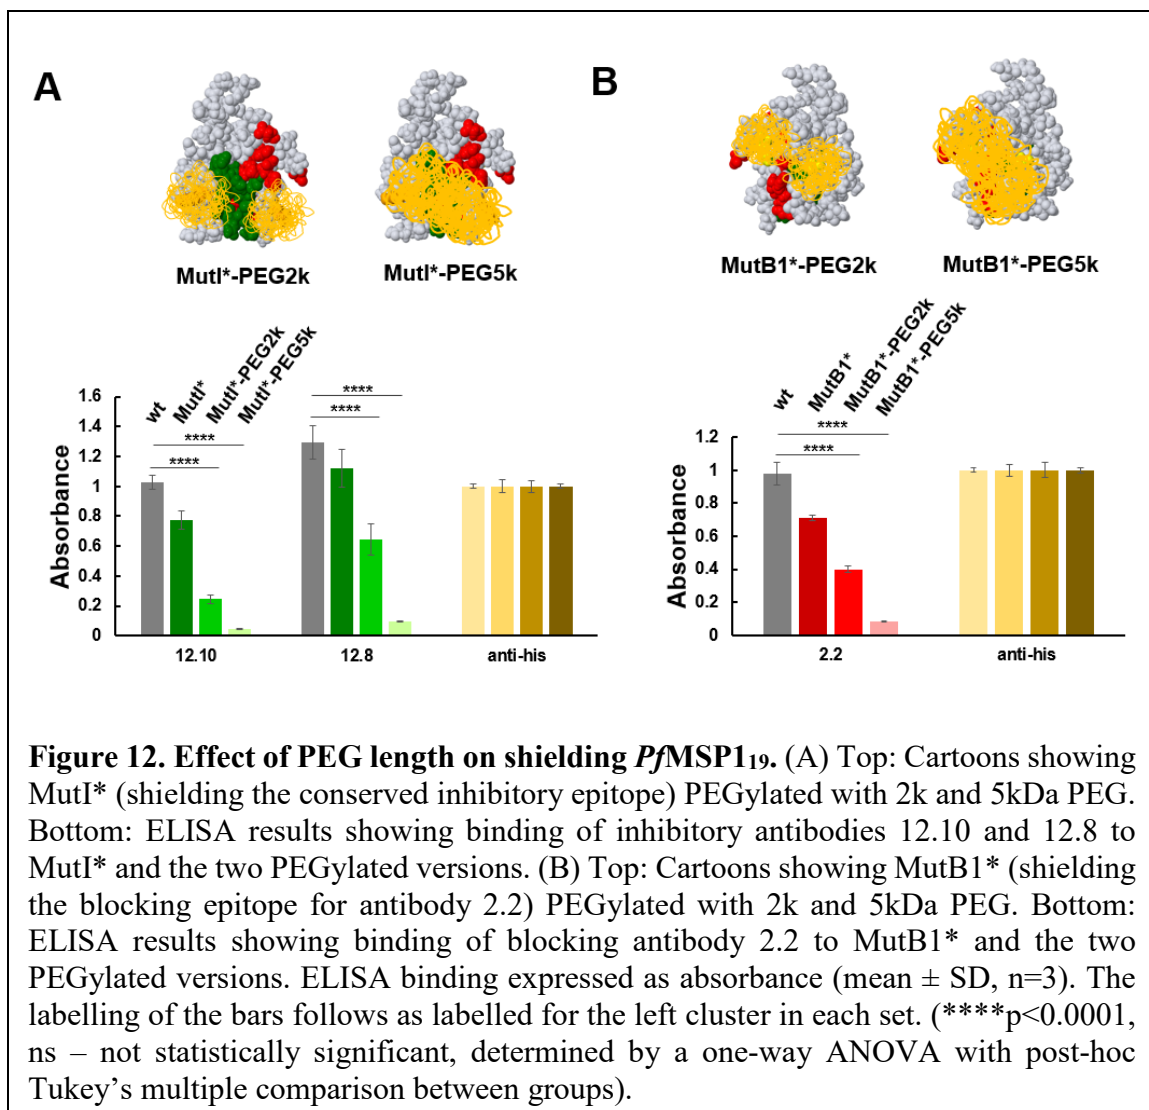 A
B
MutI*-PEG2k
MutI*-PEG5k
MutB1*-PEG2k
MutB1*-PEG5k
wt
MutI*
MutI*-PEG2k
MutI*-PEG5k
****
****
****
****
Absorbance
1.6
1.4
1.2
1
0.8
0.6
0.4
0.2
0
12.10
12.8
anti-his
wt
MutB1*
MutB1*-PEG2k
MutB1*-PEG5k
****
****
Absorbance
1.2
1
0.8
0.6
0.4
0.2
0
2.2
anti-his
Figure 12. Effect of PEG length on shielding PfMSP1₁₉. (A) Top: Cartoons showing
MutI* (shielding the conserved inhibitory epitope) PEGylated with 2k and 5kDa PEG.
Bottom: ELISA results showing binding of inhibitory antibodies 12.10 and 12.8 to
MutI* and the two PEGylated versions. (B) Top: Cartoons showing MutB1* (shielding
the blocking epitope for antibody 2.2) PEGylated with 2k and 5kDa PEG. Bottom:
ELISA results showing binding of blocking antibody 2.2 to MutB1* and the two
PEGylated versions. ELISA binding expressed as absorbance (mean ± SD, n=3). The
labelling of the bars follows as labelled for the left cluster in each set. (****p<0.0001,
ns – not statistically significant, determined by a one-way ANOVA with post-hoc
Tukey’s multiple comparison between groups).